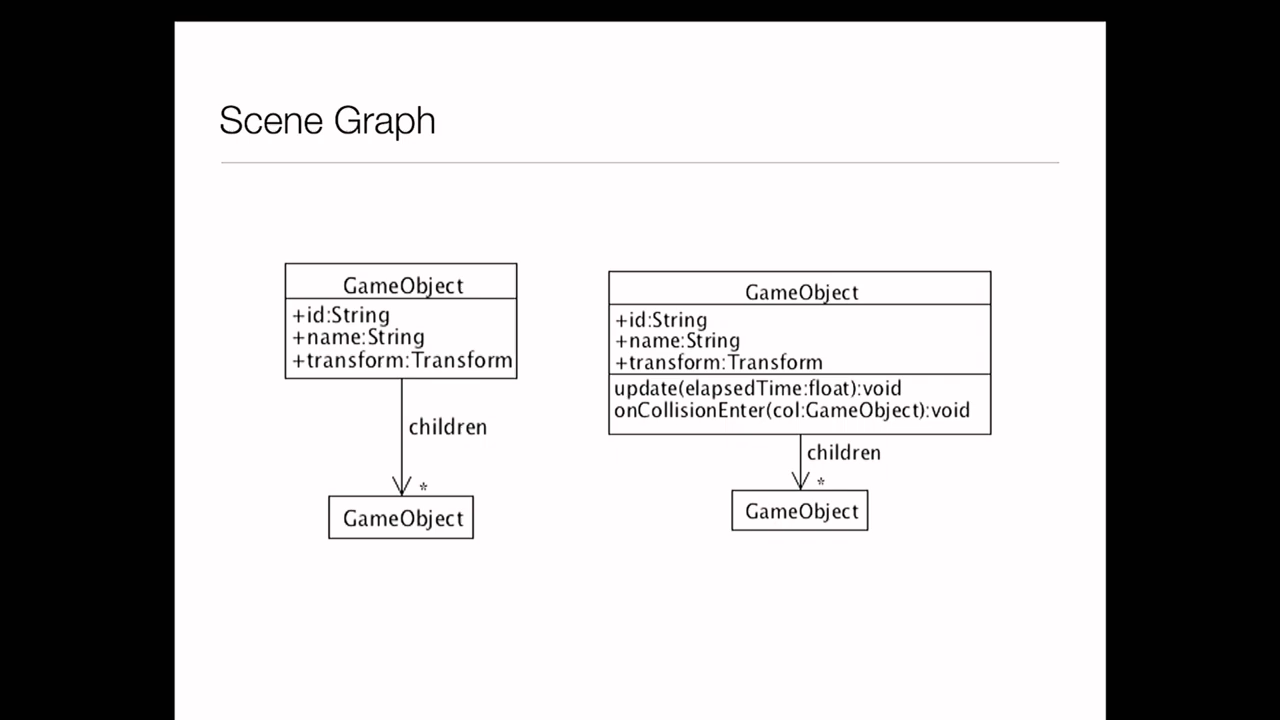 Scene Graph
GameObject
+id:String
+name:String
+transform:Transform
children
*
GameObject
GameObject
+id:String
+name:String
+transform:Transform
update(elapsedTime:float):void
onCollisionEnter(col:GameObject):void
children
*
GameObject